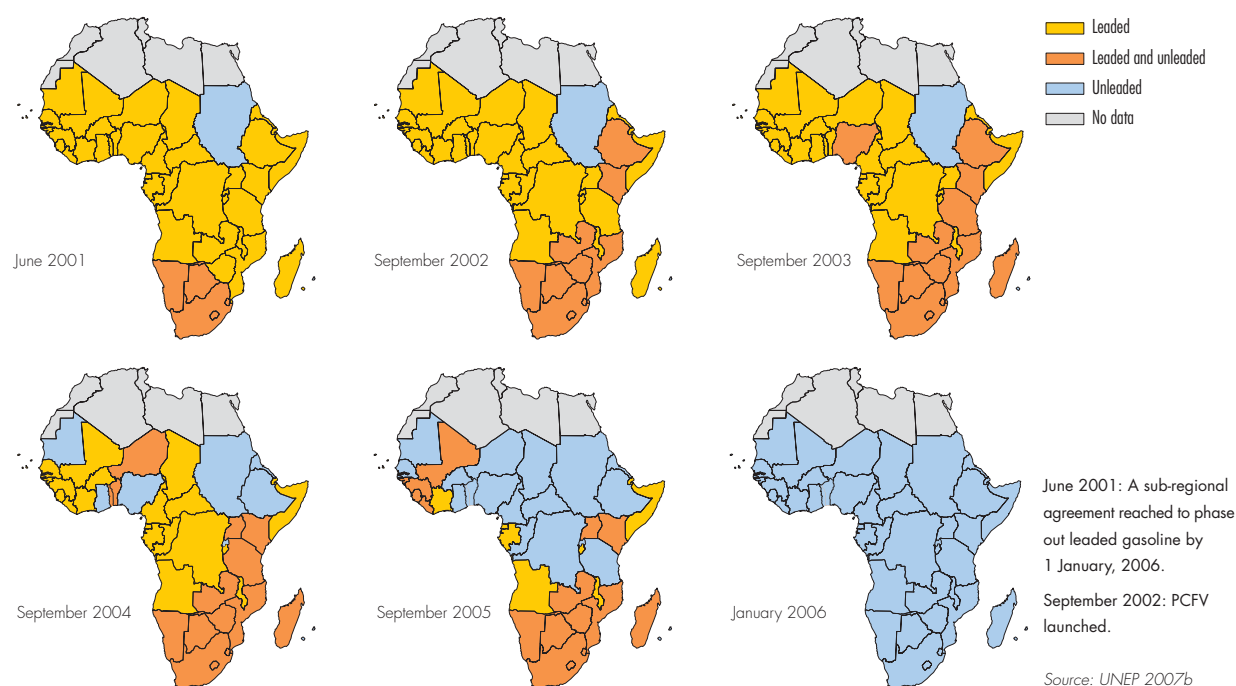 Leaded
Leaded and unleaded
Unleaded
No data
June 2001
September 2002
September 2003
September 2004
September 2005
January 2006
June 2001: A sub-regional
agreement reached to phase
out leaded gasoline by
1 January, 2006.
September 2002: PCFV
launched.
Source: UNEP 2007b